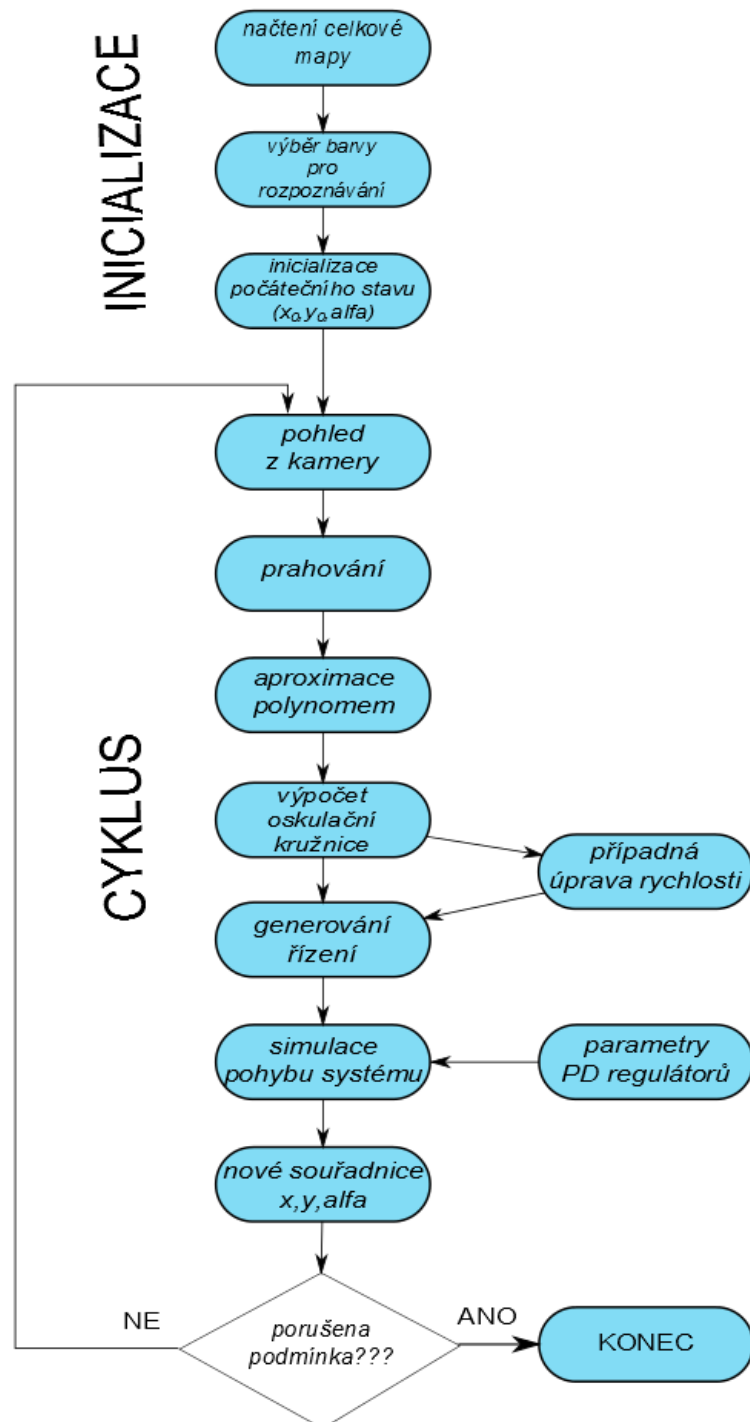 INICIALIZACE
načtení celkové
mapy
výběr barvy
pro
rozpoznávání
inicializace
počátečního stavu
(x₀,y₀,alfa)
CYKLUS
pohled
z kamery
prahování
aproximace
polynomem
výpočet
oskulační
kružnice
případná
úprava rychlosti
generování
řízení
simulace
pohybu systému
parametry
PD regulátorů
nové souřadnice
x,y,alfa
NE
porušena
podmínka???
ANO
KONEC